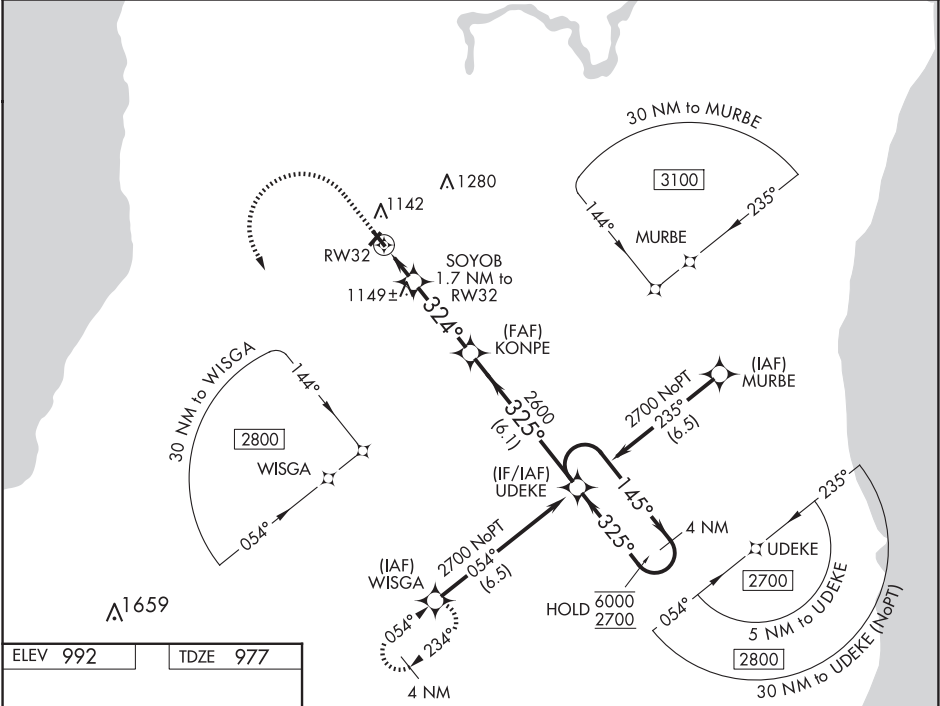 30 NM to MURBE
3100
144°
235°
MURBE
1280
1142
RW32
SOYOB
1.7 NM to
RW32
1149±
324°
(FAF)
KONPE
30 NM to WISGA
144°
2800
WISGA
054°
2600
325°
(6.1)
(IAF)
MURBE
2700 NoPT
235°
(6.5)
(IF/IAF)
UDEKE
145°
325°
4 NM
HOLD
6000
2700
2700 NoPT
054°
(6.5)
(IAF)
WISGA
054°
234°
4 NM
235°
UDEKE
2700
054°
5 NM to UDEKE
2800
30 NM to UDEKE (NoPT)
1659
ELEV 992
TDZE 977